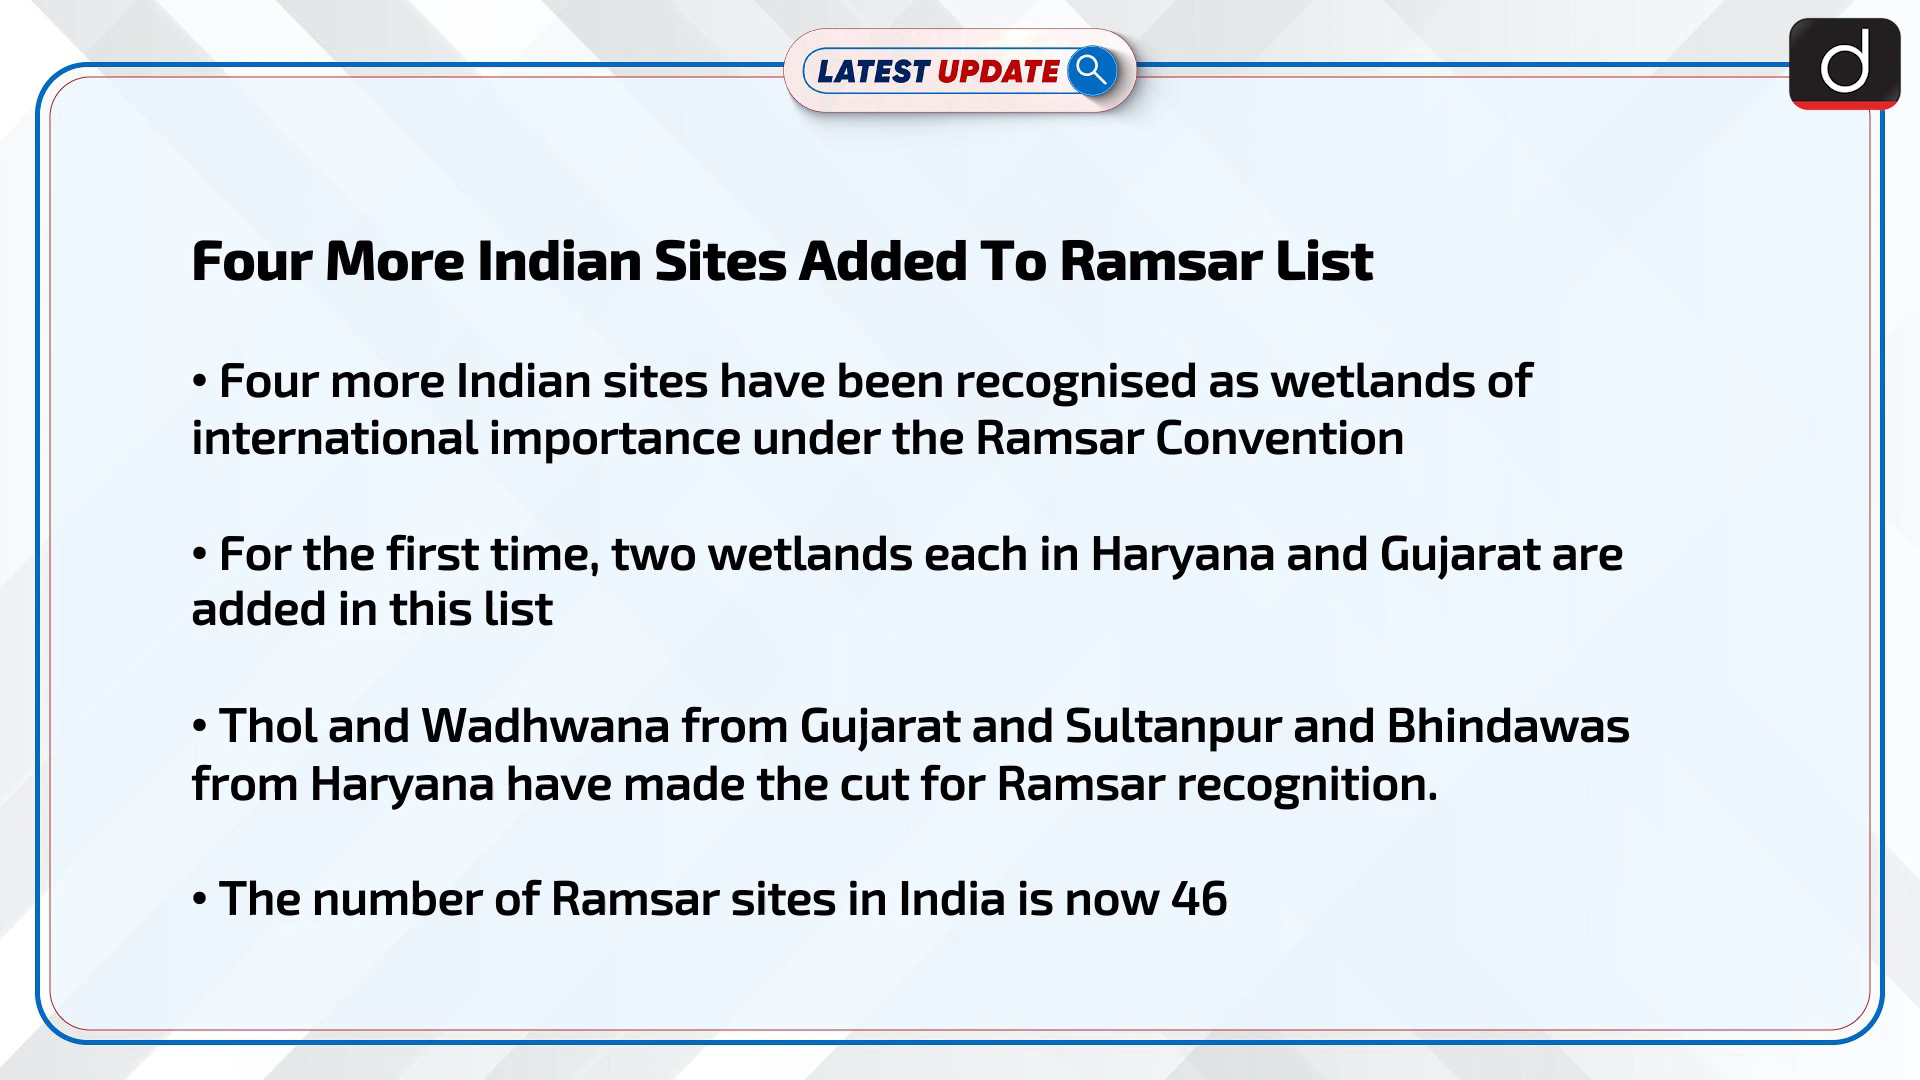 LATEST UPDATE
d
Four More Indian Sites Added To Ramsar List
• Four more Indian sites have been recognised as wetlands of
international importance under the Ramsar Convention
• For the first time, two wetlands each in Haryana and Gujarat are
added in this list
• Thol and Wadhwana from Gujarat and Sultanpur and Bhindawas
from Haryana have made the cut for Ramsar recognition.
• The number of Ramsar sites in India is now 46